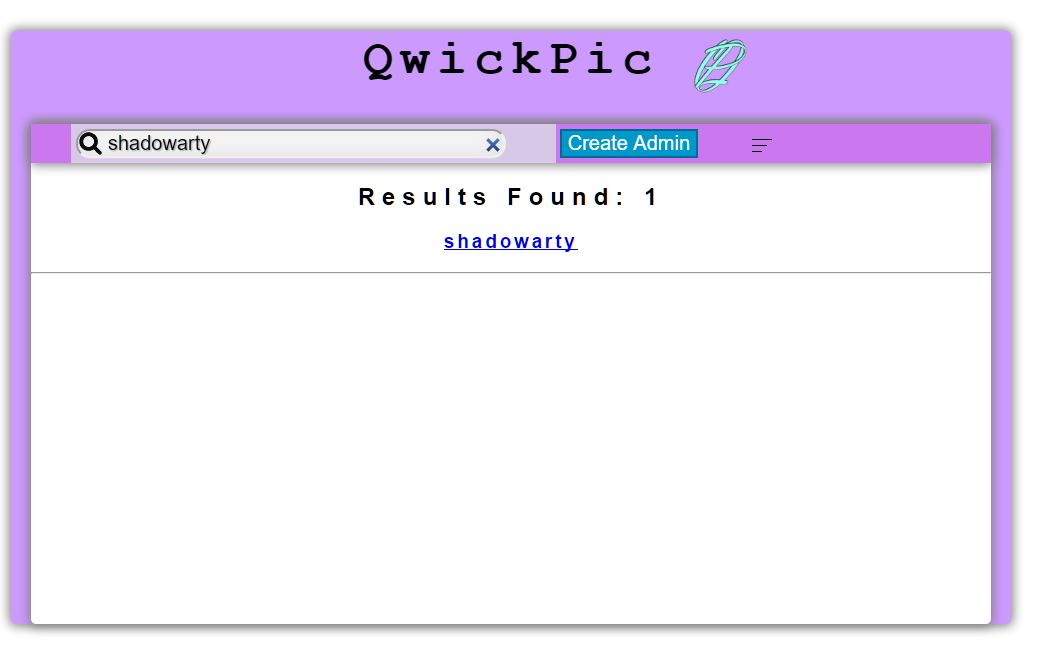 QwickPic
shadowarty
Create Admin
Results Found: 1
shadowarty